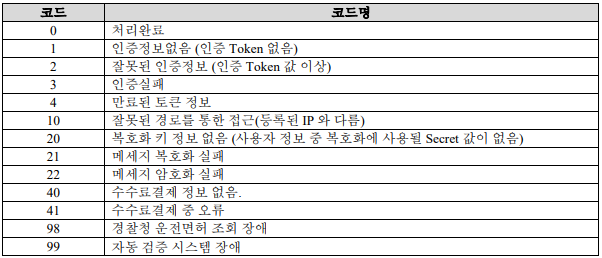 코드 코드명
0 처리완료
1 인증정보없음 (인증 Token 없음)
2 잘못된 인증정보 (인증 Token 값 이상)
3 인증실패
4 만료된 토큰 정보
10 잘못된 경로를 통한 접근(등록된 IP 와 다름)
20 복호화 키 정보 없음 (사용자 정보 중 복호화에 사용될 Secret 값이 없음)
21 메세지 복호화 실패
22 메세지 암호화 실패
40 수수료결제 정보 없음.
41 수수료결제 중 오류
98 경찰청 운전면허 조회 장애
99 자동 검증 시스템 장애